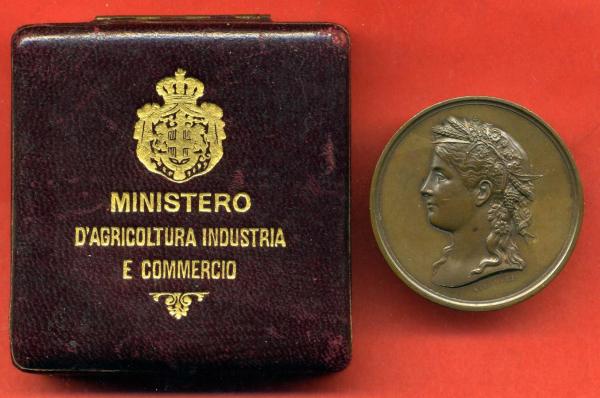 MINISTERO
D'AGRICOLTURA INDUSTRIA
E COMMERCIO